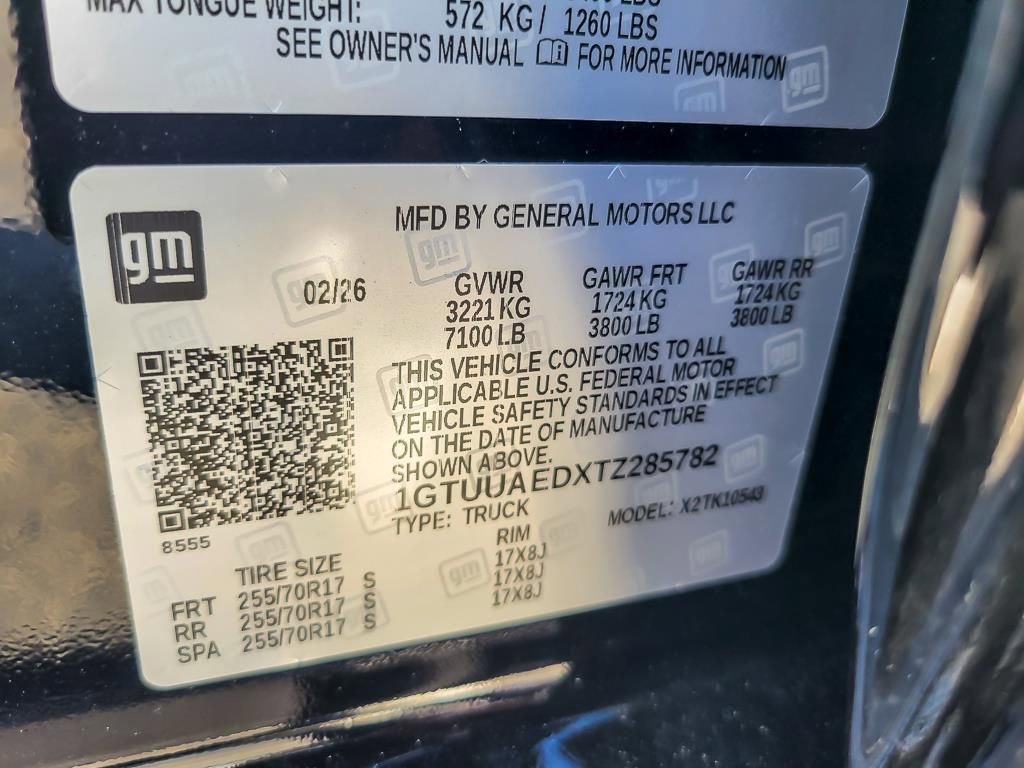 MAX TONGUE WEIGHT: 572 KG / 1260 LBS
SEE OWNER'S MANUAL FOR MORE INFORMATION
gm
MFD BY GENERAL MOTORS LLC
02/26
GVWR GAWR FRT GAWR RR
3221 KG 1724 KG 1724 KG
7100 LB 3800 LB 3800 LB
THIS VEHICLE CONFORMS TO ALL
APPLICABLE U.S. FEDERAL MOTOR
VEHICLE SAFETY STANDARDS IN EFFECT
ON THE DATE OF MANUFACTURE
SHOWN ABOVE.
1GTUUAEDXTZ285782
TYPE: TRUCK MODEL: X2TK10543
8555
TIRE SIZE RIM
FRT 255/70R17 S 17X8J
RR 255/70R17 S 17X8J
SPA 255/70R17 S 17X8J